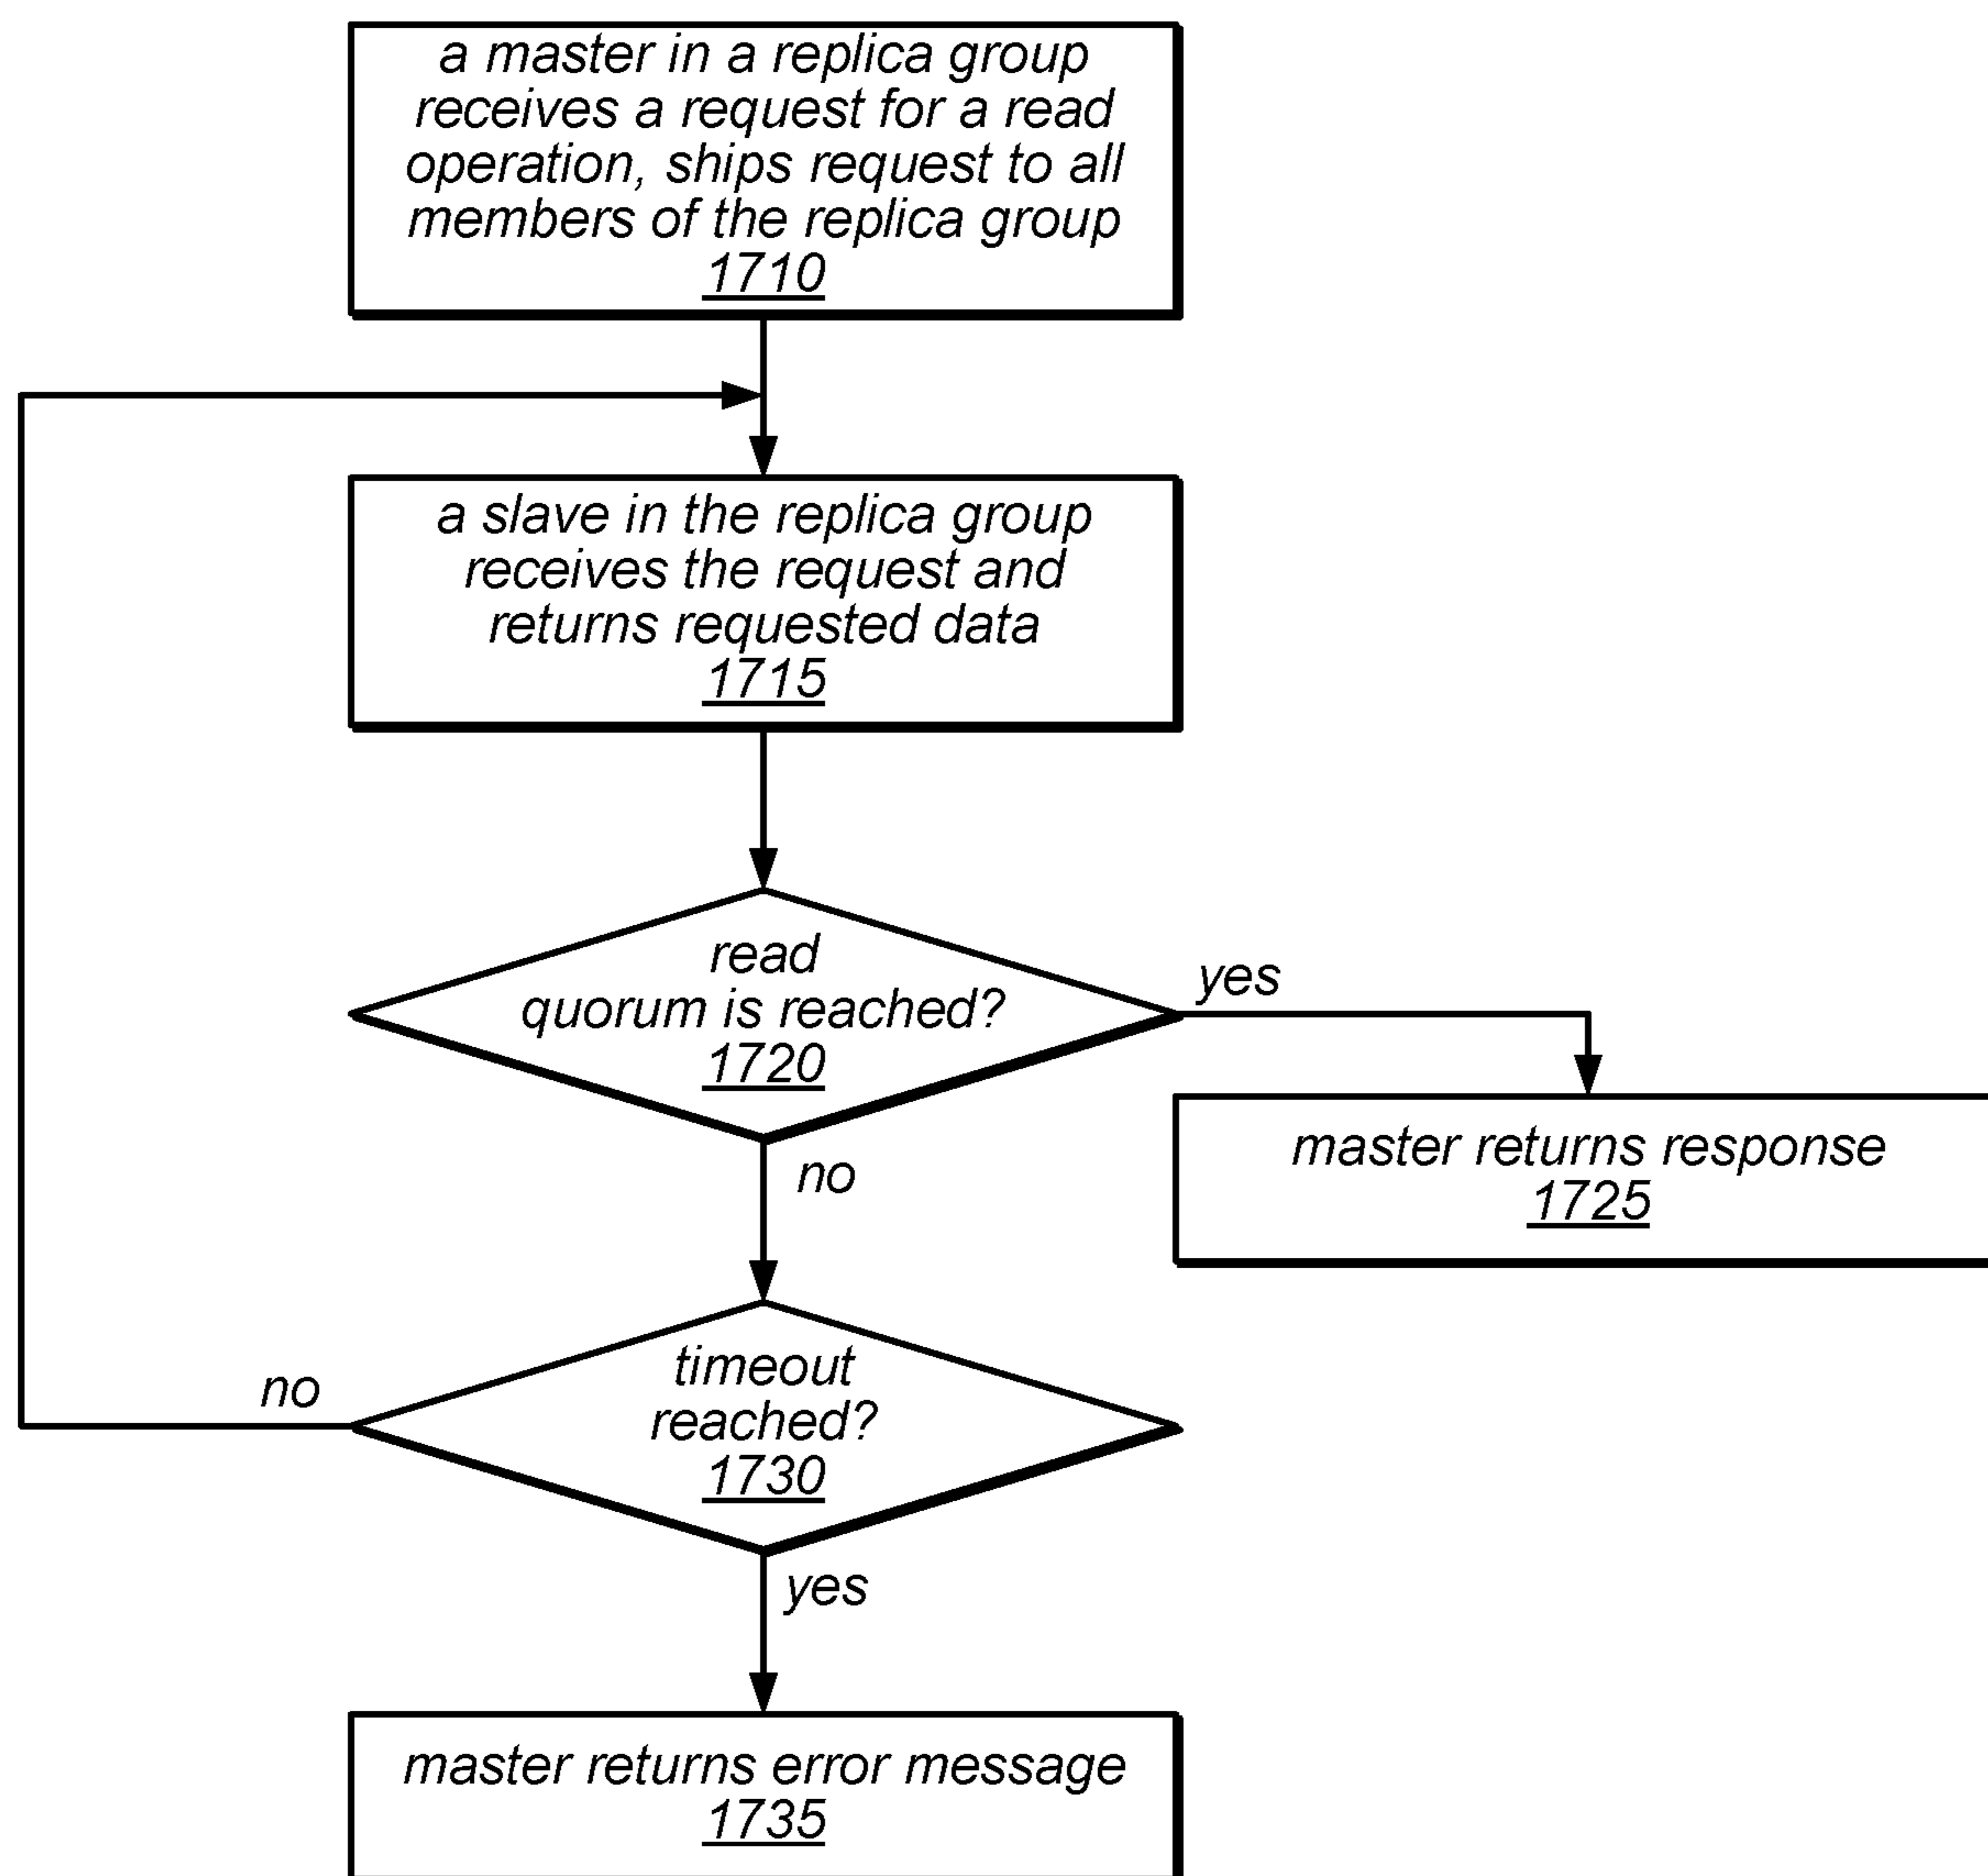 a master in a replica group
receives a request for a read
operation, ships request to all
members of the replica group
1710
a slave in the replica group
receives the request and
returns requested data
1715
read
quorum is reached?
1720
yes
no
master returns response
1725
timeout
reached?
1730
no
yes
master returns error message
1735